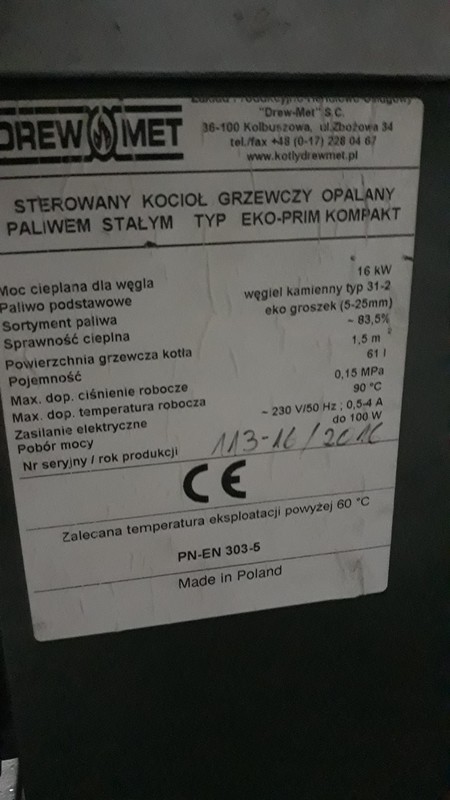 DREW MET
Zakład Produkcyjno-Handlowo-Usługowy
"Drew-Met" S.C.
36-100 Kolbuszowa, ul.Zbożowa 34
tel./fax +48 (0-17) 228 04 67
www.kotlydrewmet.pl
STEROWANY KOCIOŁ GRZEWCZY OPALANY
PALIWEM STAŁYM TYP EKO-PRIM KOMPAKT
Moc cieplana dla węgla 16 kW
Paliwo podstawowe węgiel kamienny typ 31-2
Sortyment paliwa eko groszek (5-25mm)
Sprawność cieplna ~ 83,5%
Powierzchnia grzewcza kotła 1,5 m²
Pojemność 61 l
Max. dop. ciśnienie robocze 0,15 MPa
Max. dop. temperatura robocza 90 °C
Zasilanie elektryczne ~ 230 V/50 Hz ; 0,5-4 A
Pobór mocy do 100 W
Nr seryjny / rok produkcji 113-16/2016
CE
Zalecana temperatura eksploatacji powyżej 60 °C
PN-EN 303-5
Made in Poland